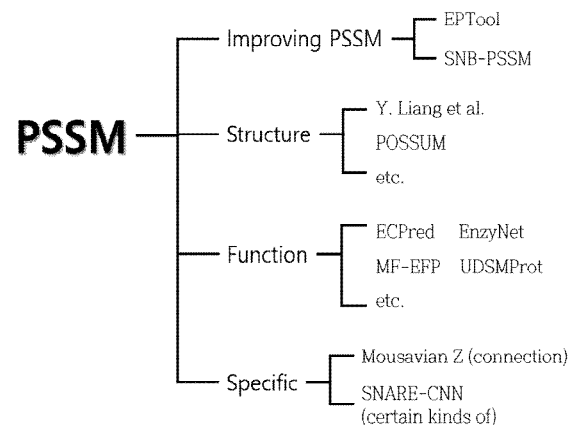 PSSM
Improving PSSM
EPTool
SNB-PSSM
Structure
Y. Liang et al.
POSSUM
etc.
Function
ECPred EnzyNet
MF-EFP UDSMProt
etc.
Specific
Mousavian Z (connection)
SNARE-CNN
(certain kinds of)